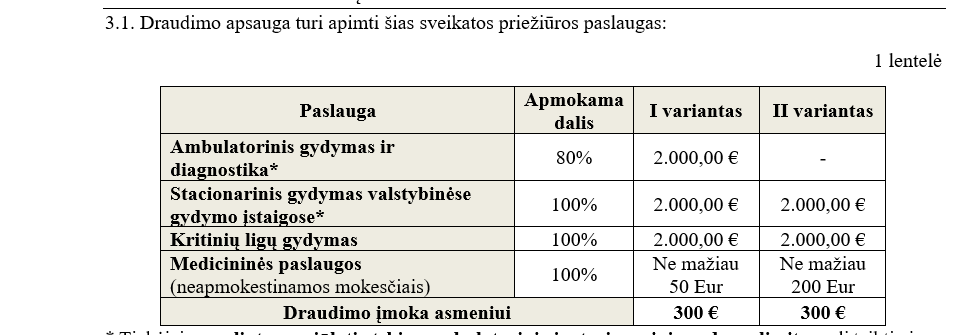 3.1. Draudimo apsauga turi apimti šias sveikatos priežiūros paslaugas:
1 lentelė
Paslauga
Apmokama dalis
I variantas
II variantas
Ambulatorinis gydymas ir
diagnostika*
80%
2.000,00 €
-
Stacionarinis gydymas valstybinėse
gydymo įstaigose*
100%
2.000,00 €
2.000,00 €
Kritinių ligų gydymas
100%
2.000,00 €
2.000,00 €
Medicininės paslaugos
(neapmokestinamos mokesčiais)
100%
Ne mažiau
50 Eur
Ne mažiau
200 Eur
Draudimo įmoka asmeniui
300 €
300 €